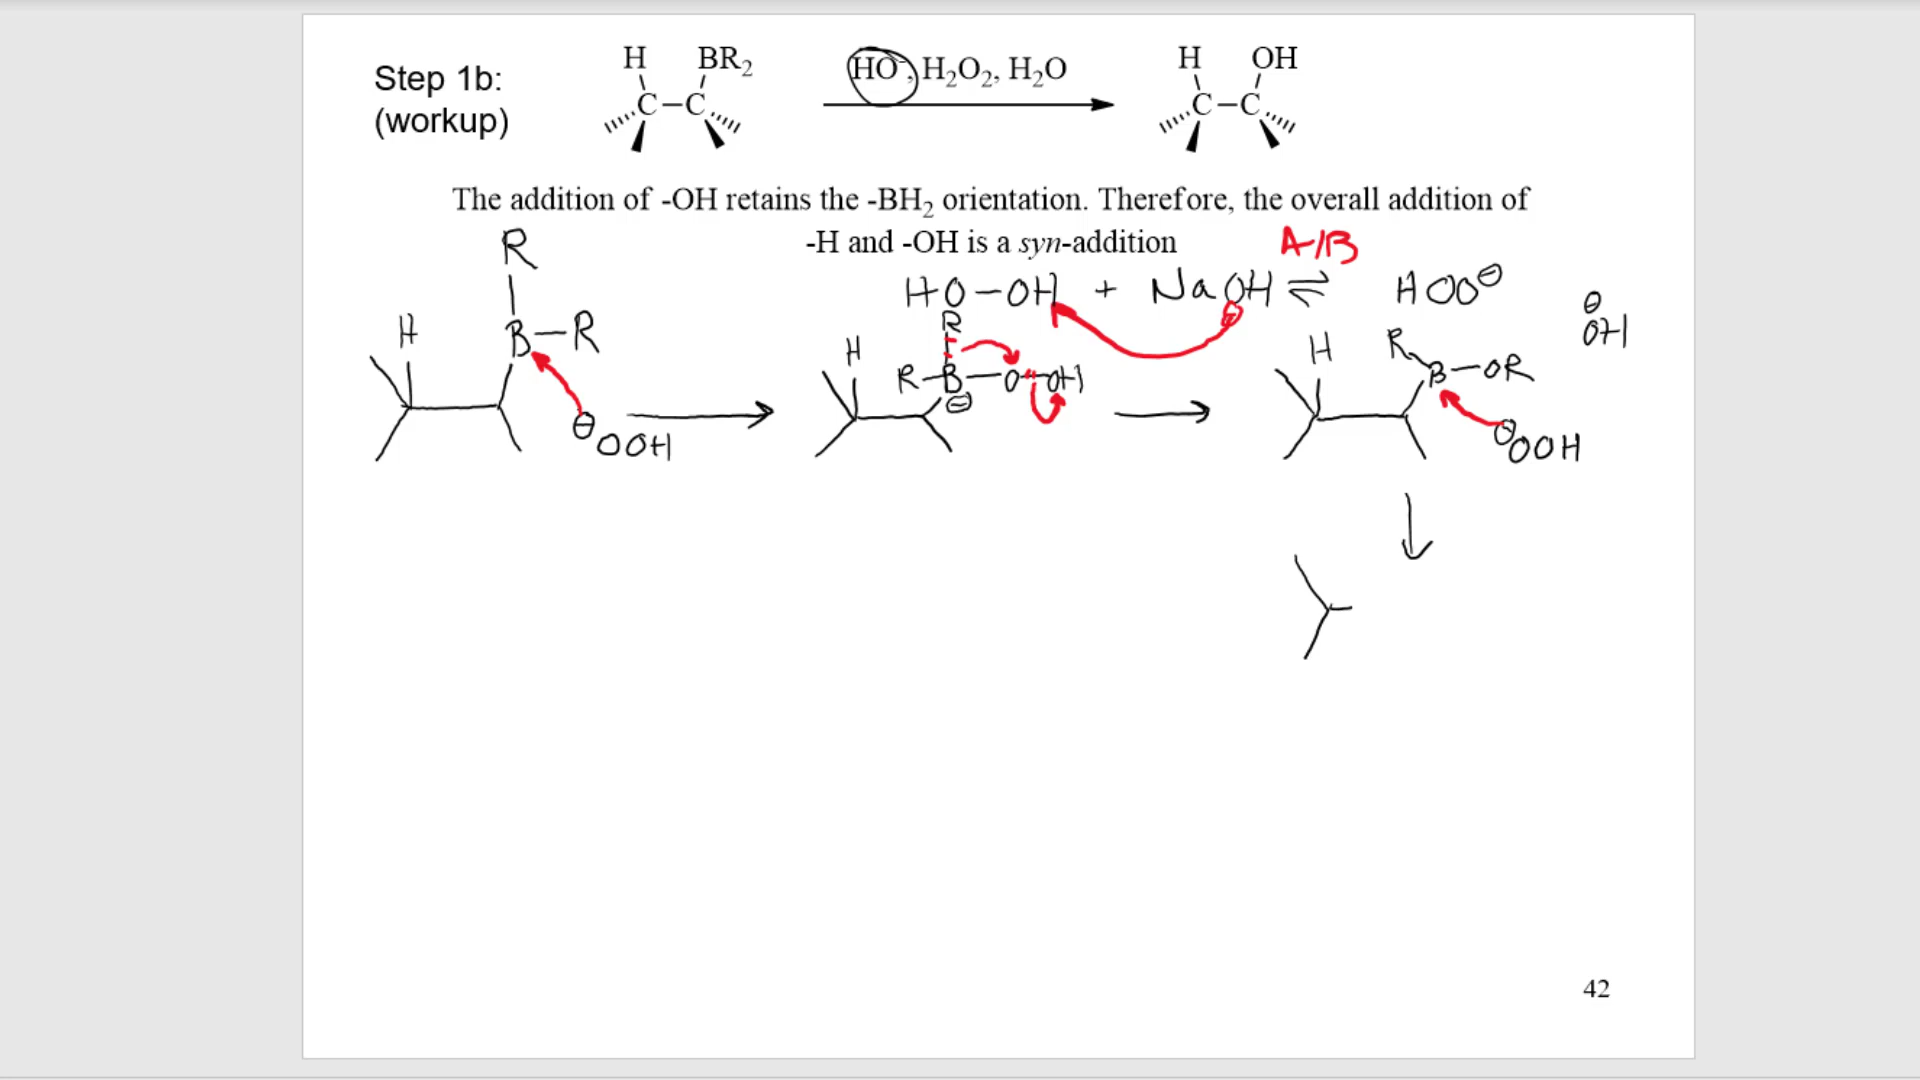 Step 1b:
(workup)
H BR₂
C–C
HO⁻, H₂O₂, H₂O
H OH
C–C
The addition of -OH retains the -BH₂ orientation. Therefore, the overall addition of
-H and -OH is a syn-addition
A/B
HO–OH + NaOH ⇌ HOO⊖
⊖
OH
R
H B–R
⊖OOH
R
H R–B–O–OH
⊖
H R B–OR
⊖OOH
42